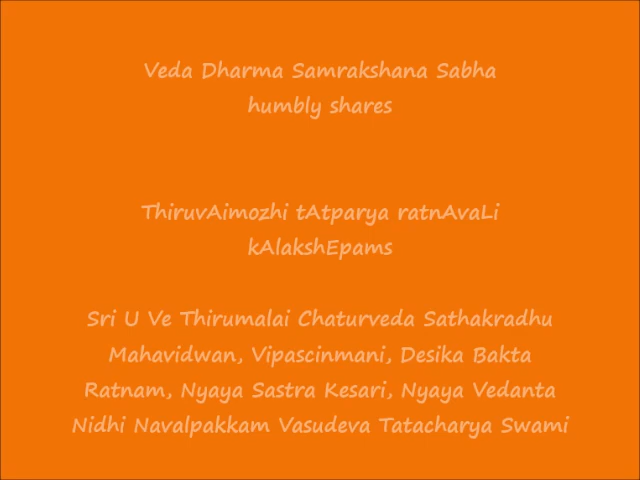 Veda Dharma Samrakshana Sabha
humbly shares
ThiruvAimozhi tAtparya ratnAvaLi
kAlakshEpams
Sri U Ve Thirumalai Chaturveda Sathakradhu
Mahavidwan, Vipascinmani, Desika Bakta
Ratnam, Nyaya Sastra Kesari, Nyaya Vedanta
Nidhi Navalpakkam Vasudeva Tatacharya Swami